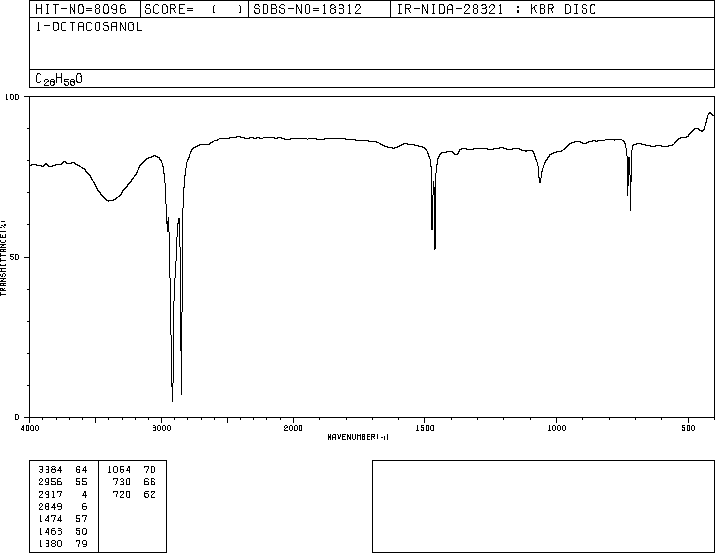 HIT-NO=8096 SCORE= ( ) SDBS-NO=18312 IR-NIDA-28321 : KBR DISC
1-OCTACOSANOL
C28H58O
100
50
0
TRANSMITTANCE(%)
4000 3000 2000 1500 1000 500
WAVENUMBER(-1)
3384 64 1064 70
2956 55 730 66
2917 4 720 62
2849 6
1474 57
1463 50
1380 79